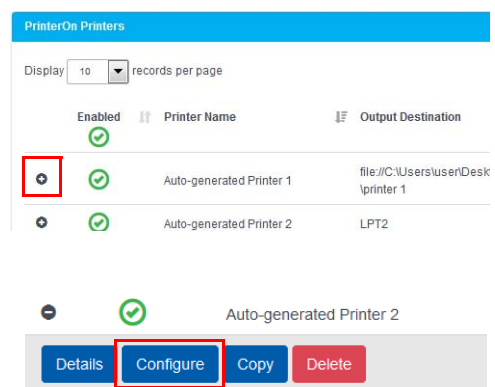 PrinterOn Printers
Display 10 records per page
Enabled Printer Name Output Destination
Auto-generated Printer 1 file://C:\Users\user\Deskt
\printer 1
Auto-generated Printer 2 LPT2
Auto-generated Printer 2
Details Configure Copy Delete